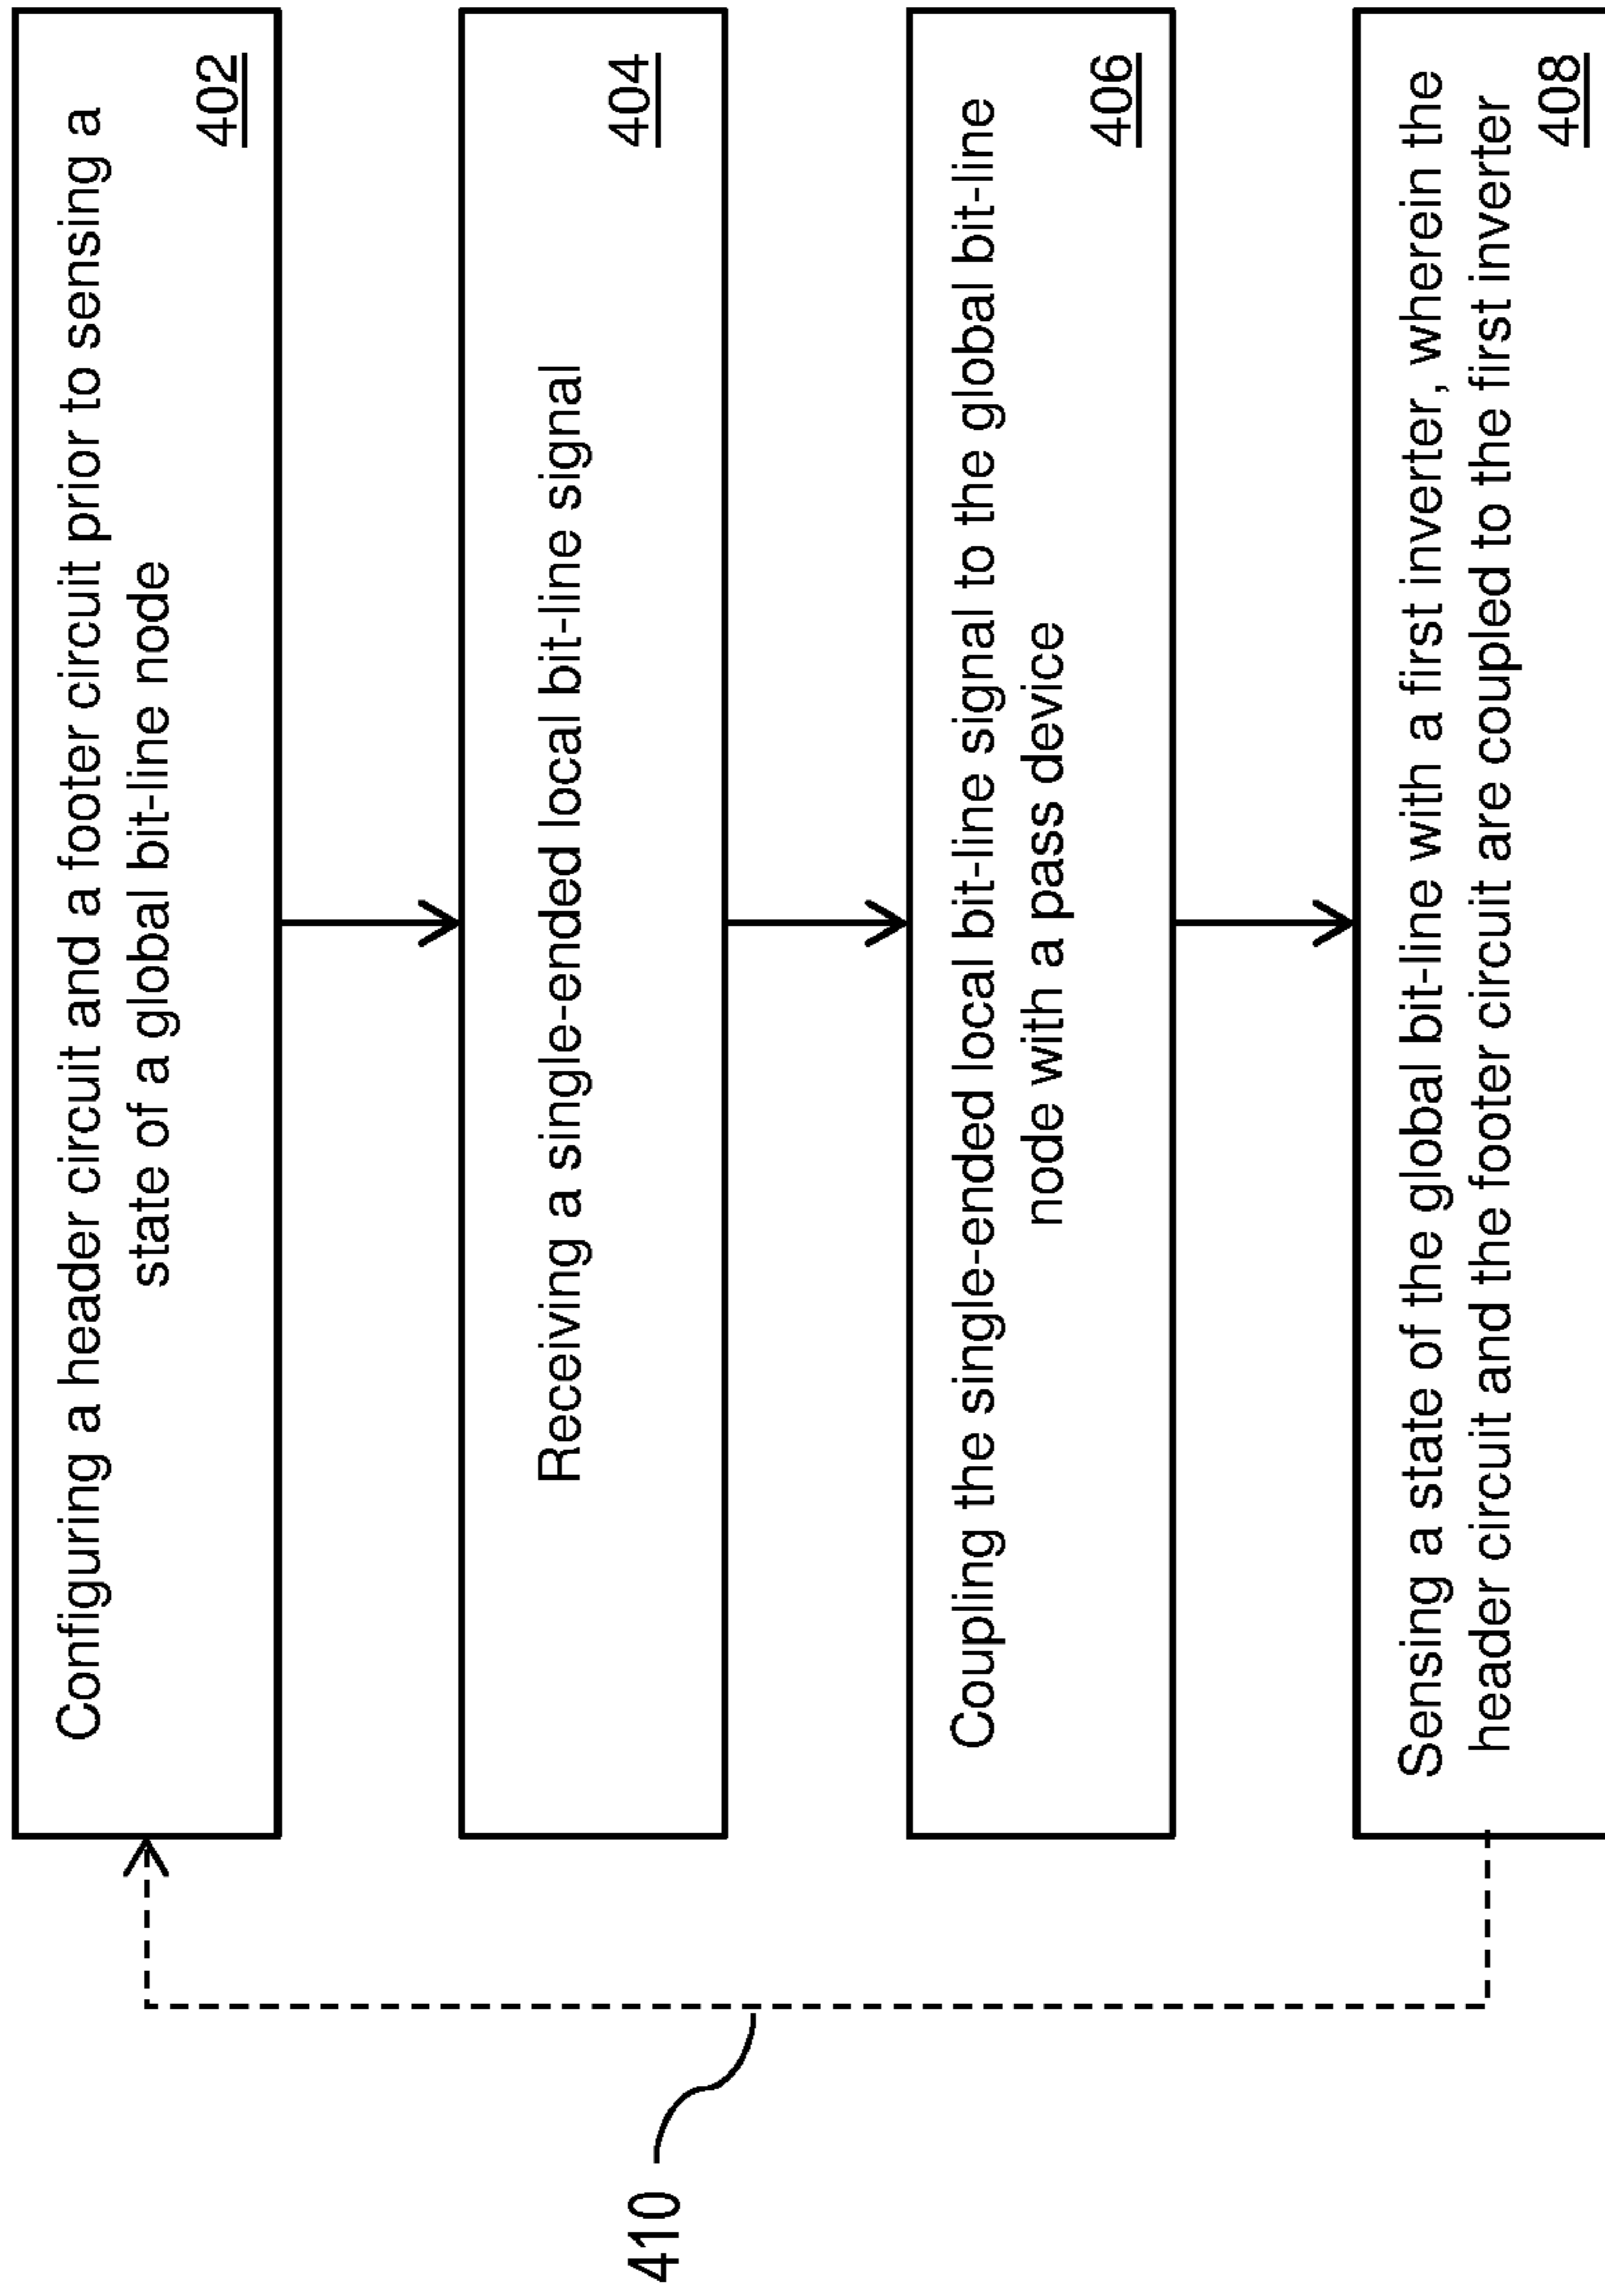 Configuring a header circuit and a footer circuit prior to sensing a
state of a global bit-line node
402
Receiving a single-ended local bit-line signal
404
Coupling the single-ended local bit-line signal to the global bit-line
node with a pass device
406
Sensing a state of the global bit-line with a first inverter, wherein the
header circuit and the footer circuit are coupled to the first inverter
408
410